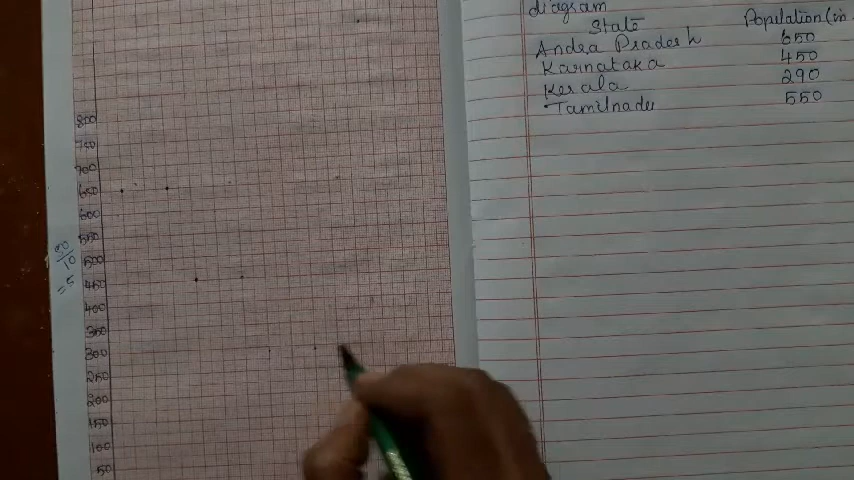 diagram
State Population (in
Andra Pradesh 650
Karnataka 450
Kerala 290
Tamilnadu 550
800
750
700
650
600
550
500
450
400
350
300
250
200
150
100
50